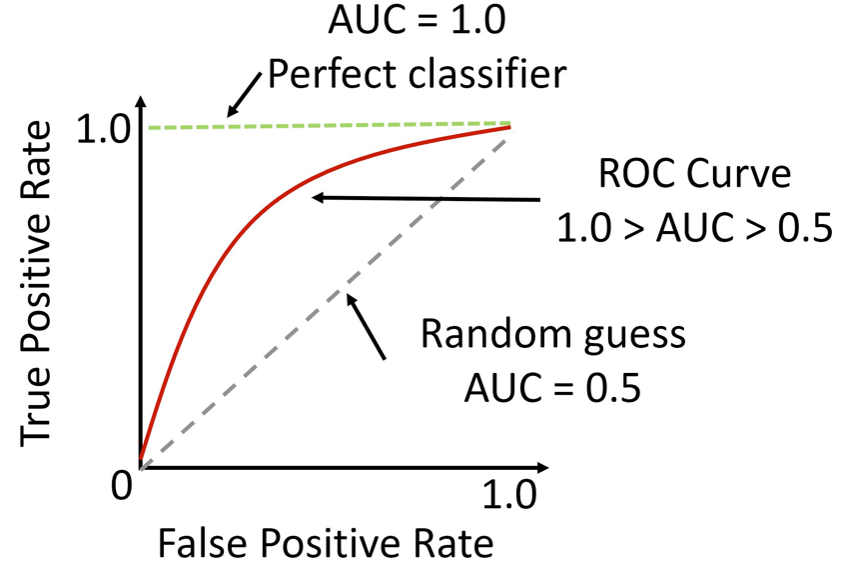 AUC = 1.0
Perfect classifier
1.0
True Positive Rate
ROC Curve
1.0 > AUC > 0.5
Random guess
AUC = 0.5
0
1.0
False Positive Rate